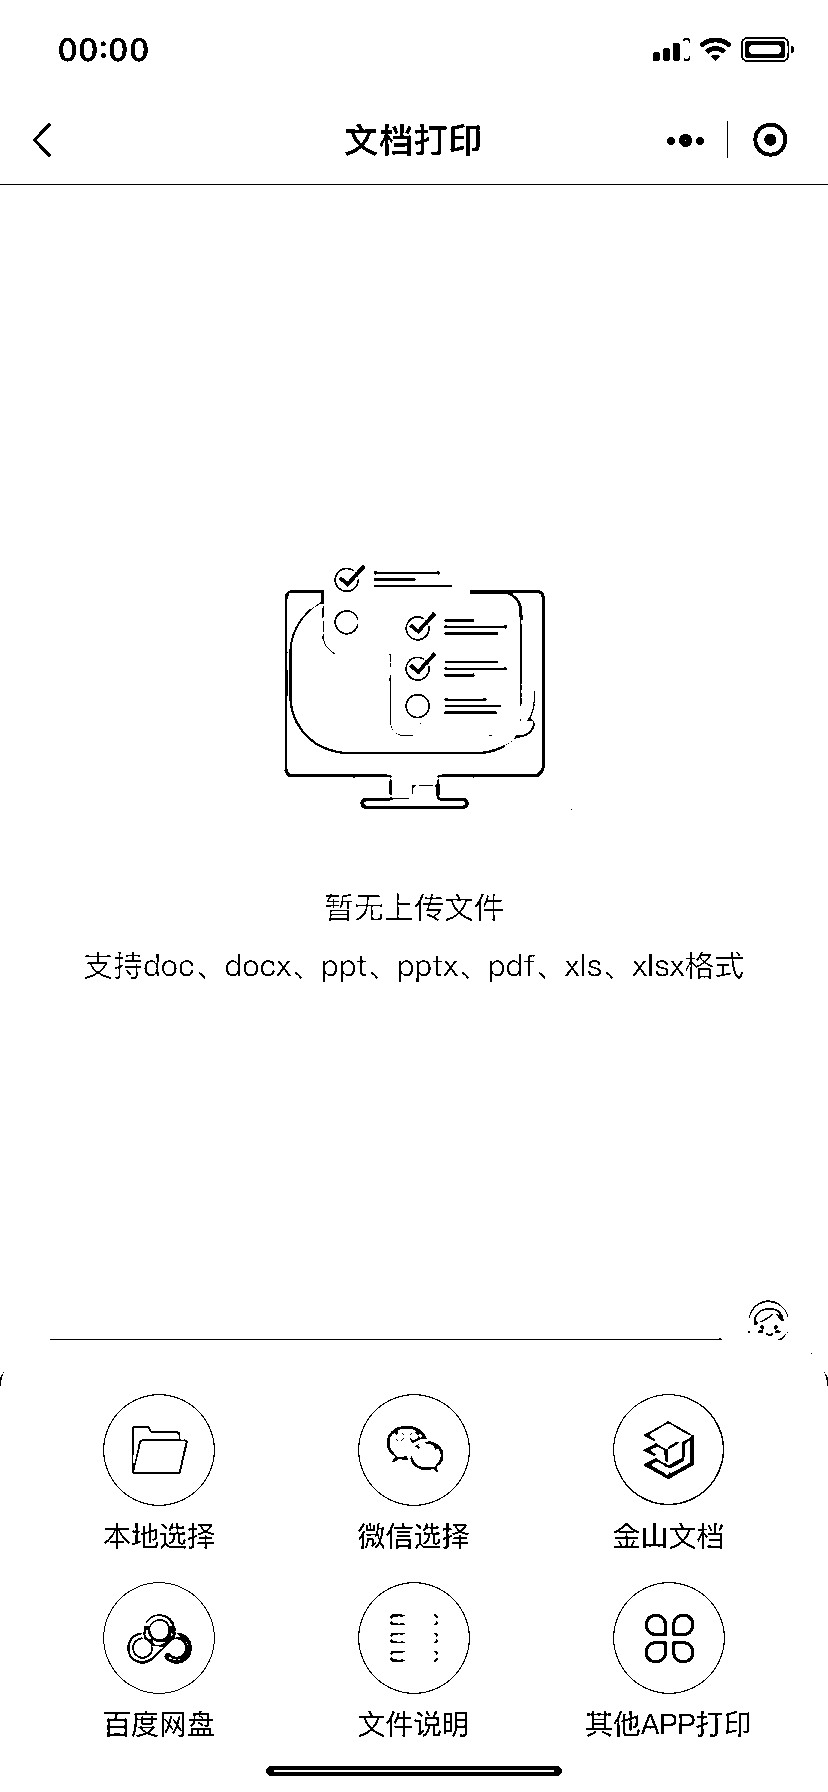 00:00
文档打印
暂无上传文件
支持doc、docx、ppt、pptx、pdf、xls、xlsx格式
本地选择 微信选择 金山文档
百度网盘 文件说明 其他APP打印